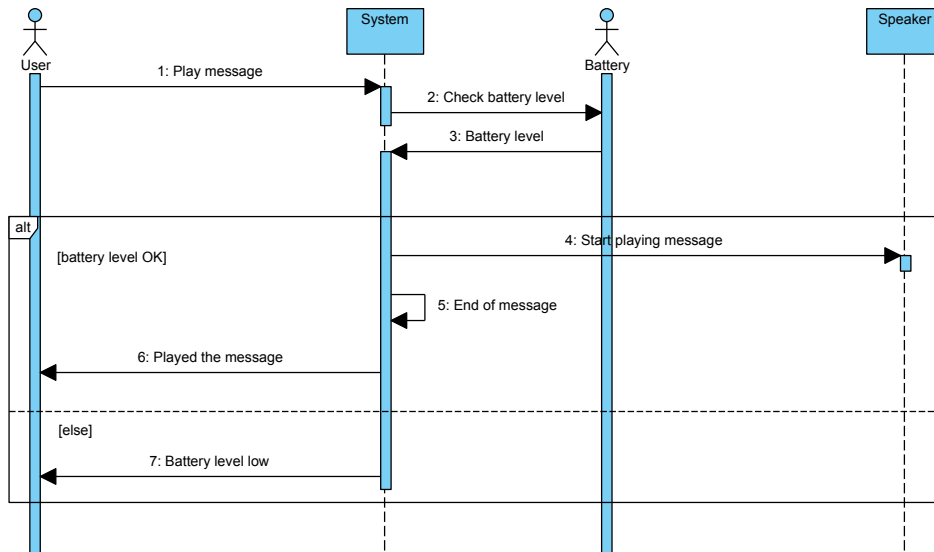 System
Speaker
User
Battery
1: Play message
2: Check battery level
3: Battery level
alt
4: Start playing message
[battery level OK]
5: End of message
6: Played the message
[else]
7: Battery level low